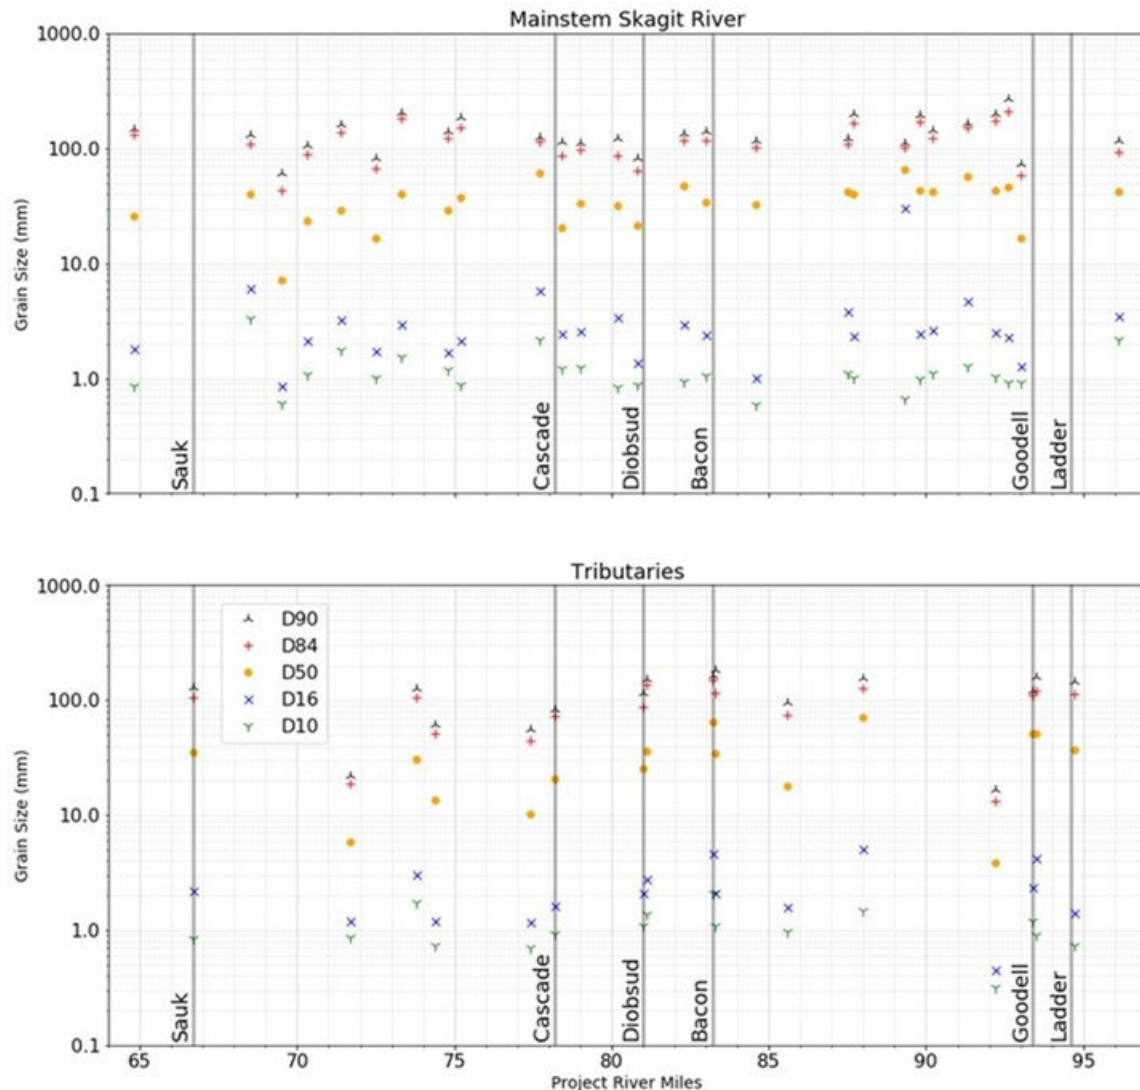 Mainstem Skagit River
1000.0
100.0
10.0
1.0
0.1
Grain Size (mm)
Sauk
Cascade
Diobsud
Bacon
Goodell
Ladder
Tributaries
1000.0
100.0
10.0
1.0
0.1
Grain Size (mm)
D90
D84
D50
D16
D10
Sauk
Cascade
Diobsud
Bacon
Goodell
Ladder
65 70 75 80 85 90 95
Project River Miles